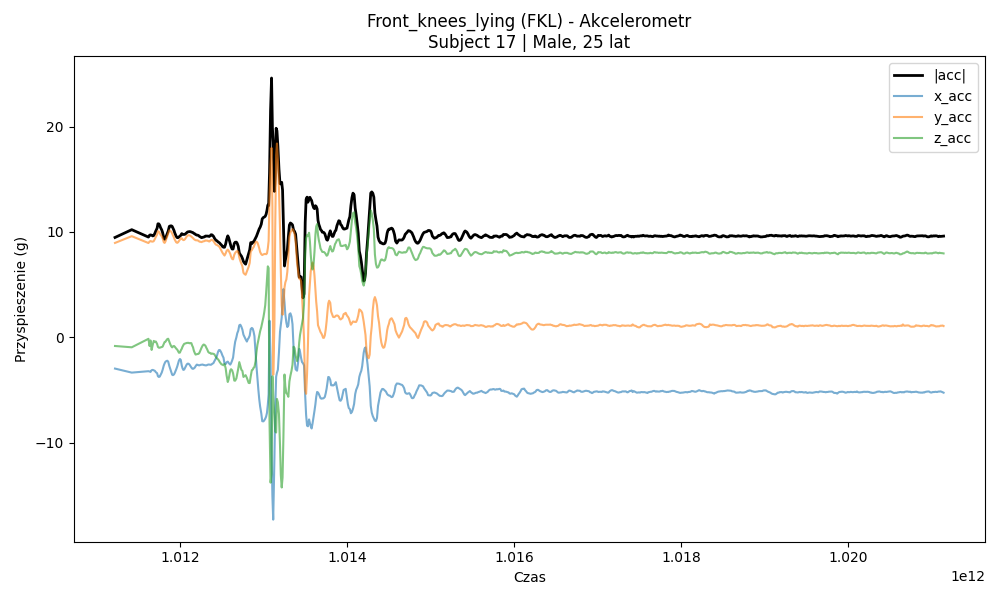 Front_knees_lying (FKL) - Akcelerometr
Subject 17 | Male, 25 lat
|acc|
x_acc
y_acc
z_acc
Przyspieszenie (g)
20
10
0
−10
1.012
1.014
1.016
1.018
1.020
1e12
Czas